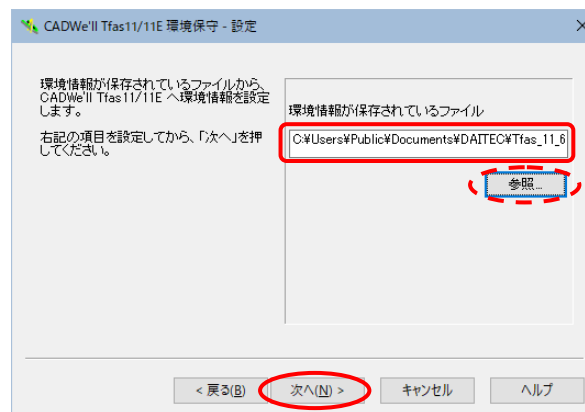 CADWe'll Tfas11/11E 環境保守 - 設定
環境情報が保存されているファイルから、
CADWe'll Tfas11/11E へ環境情報を設定
します。
右記の項目を設定してから、「次へ」を押
してください。
環境情報が保存されているファイル
C:¥Users¥Public¥Documents¥DAITEC¥Tfas_11_6
参照...
< 戻る(B)
次へ(N) >
キャンセル
ヘルプ